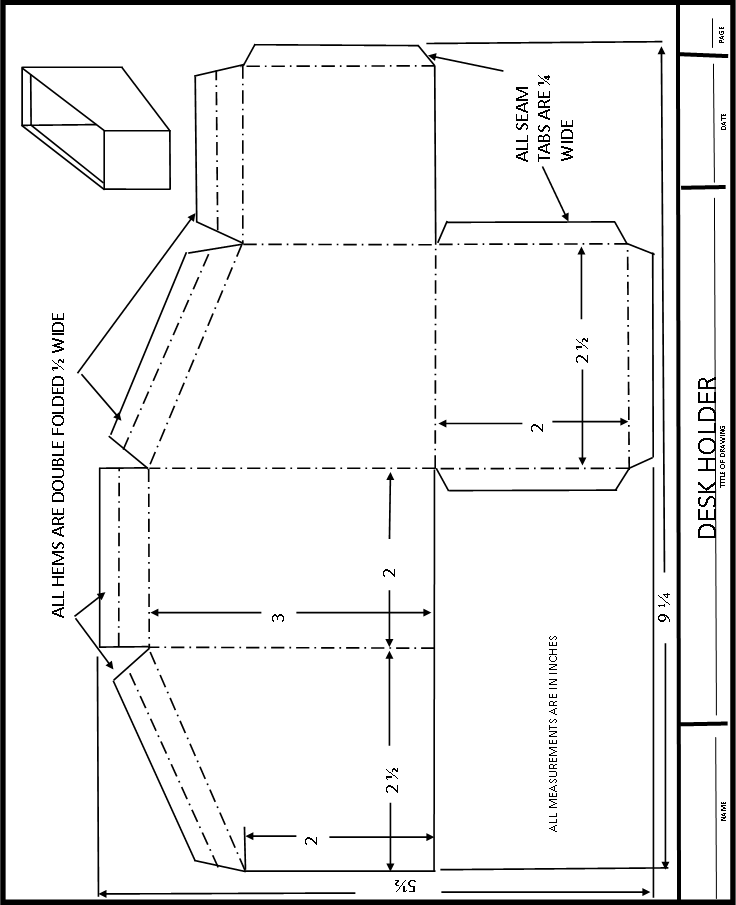 ALL HEMS ARE DOUBLE FOLDED ½ WIDE
3
2
2 ½
2
5½
ALL SEAM
TABS ARE ¼
WIDE
2
2 ½
ALL MEASUREMENTS ARE IN INCHES
9 ¼
DESK HOLDER
NAME
TITLE OF DRAWING
DATE
PAGE